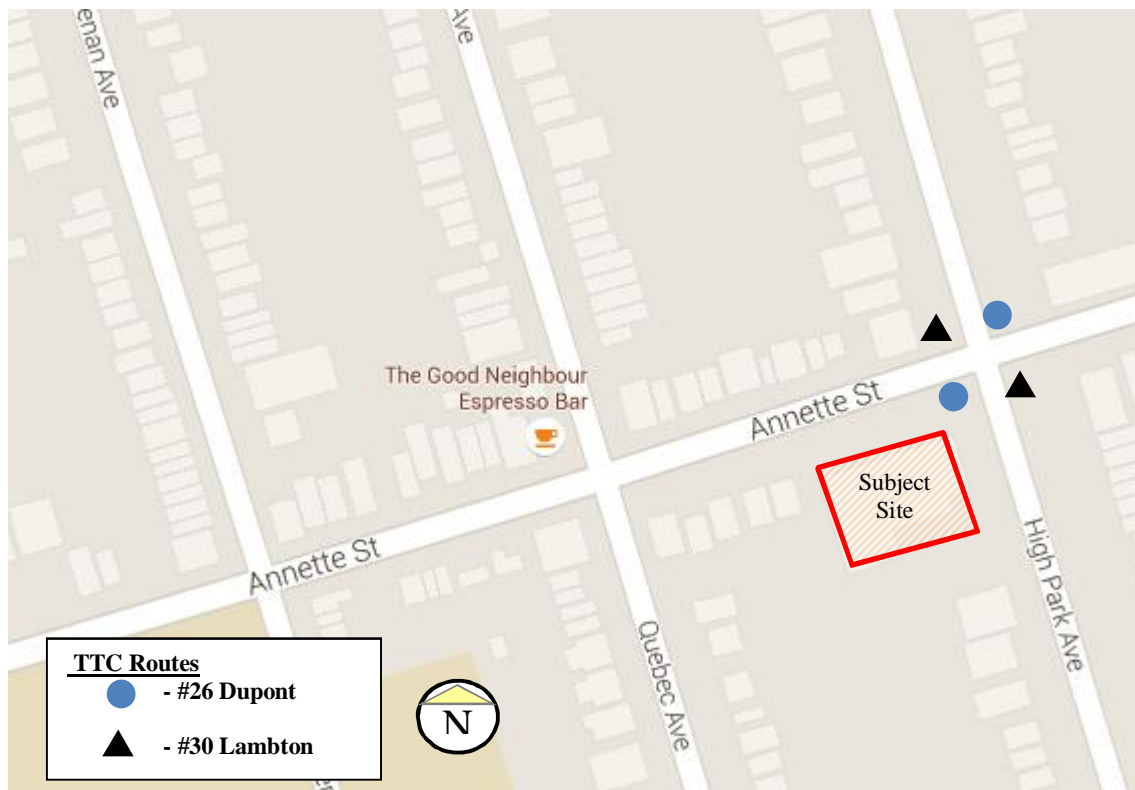 enan Ave
Ave
The Good Neighbour
Espresso Bar
Annette St
Subject
Site
Annette St
High Park Ave
Quebec Ave
TTC Routes
- #26 Dupont
- #30 Lambton
N